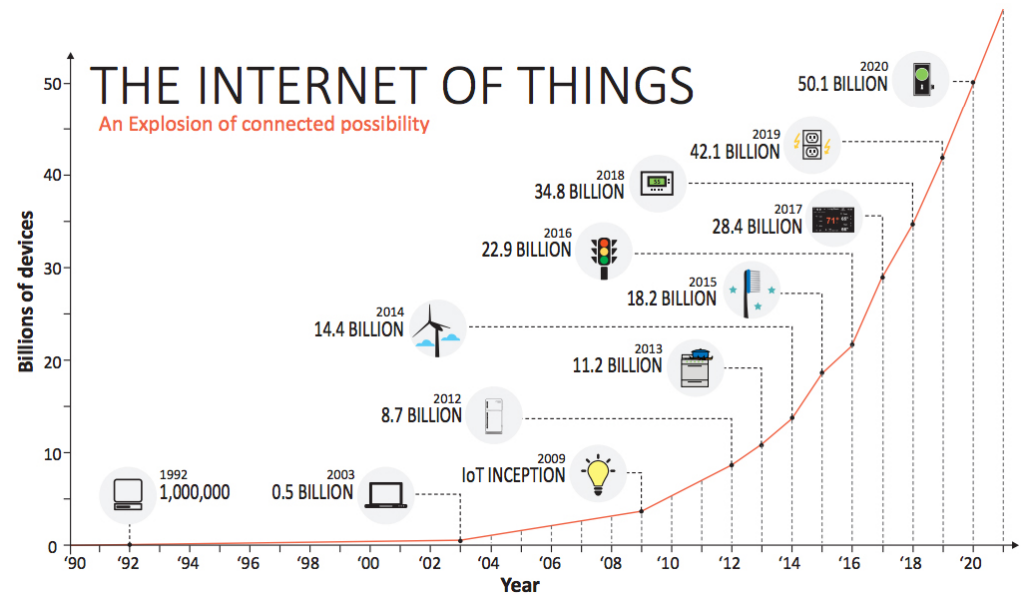 THE INTERNET OF THINGS
An Explosion of connected possibility
Billions of devices
50
40
30
20
10
0
1992
1,000,000
2003
0.5 BILLION
2009
IoT INCEPTION
2012
8.7 BILLION
2013
11.2 BILLION
2014
14.4 BILLION
2015
18.2 BILLION
2016
22.9 BILLION
2017
28.4 BILLION
2018
34.8 BILLION
2019
42.1 BILLION
2020
50.1 BILLION
71°
‘90 ‘92 ‘94 ‘96 ‘98 ‘00 ‘02 ‘04 ‘06 ‘08 ‘10 ‘12 ‘14 ‘16 ‘18 ‘20
Year